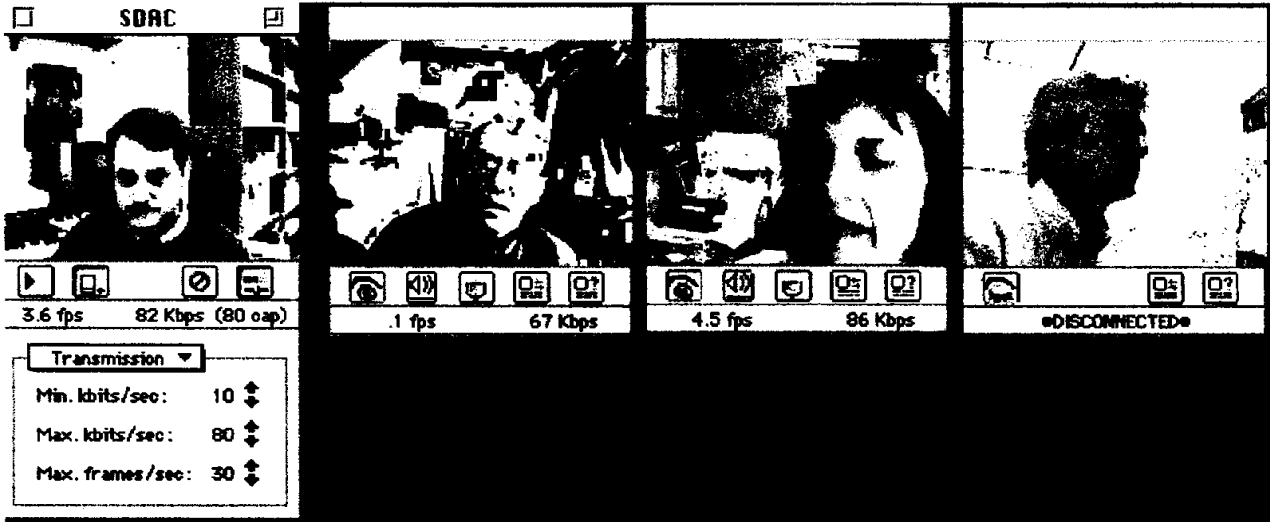 SDAC
3.6 fps 82 Kbps (80 cap)
.1 fps 67 Kbps
4.5 fps 86 Kbps
DISCONNECTED
Transmission
Min. kbits/sec: 10
Max. kbits/sec: 80
Max. frames/sec: 30